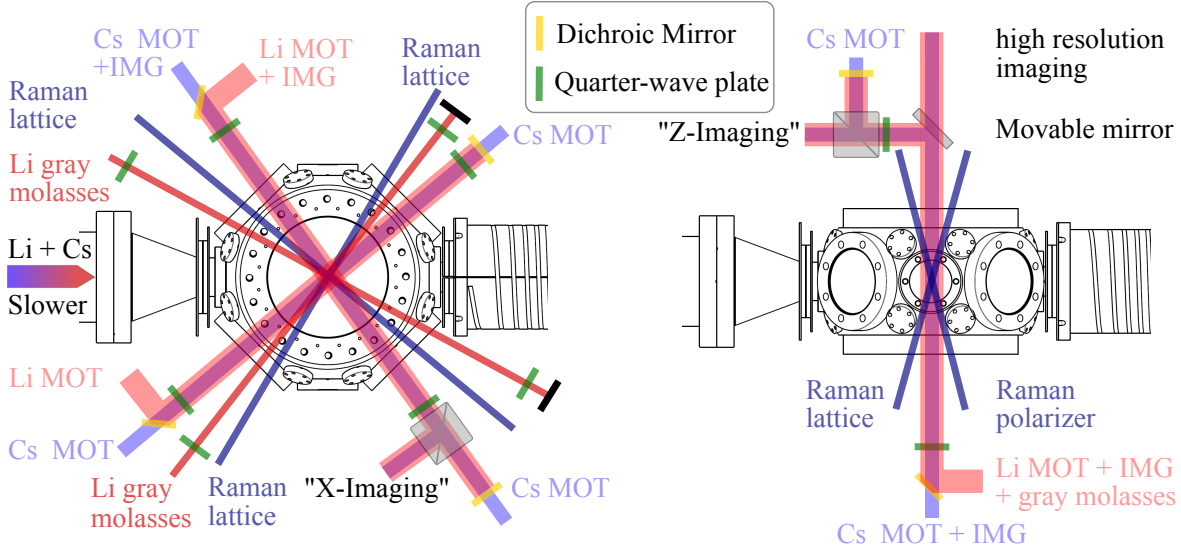 Cs MOT
+IMG
Li MOT
+ IMG
Raman
lattice
Dichroic Mirror
Quarter-wave plate
Cs MOT
high resolution
imaging
Raman
lattice
Cs MOT
"Z-Imaging"
Movable mirror
Li gray
molasses
Li + Cs
Slower
Li MOT
Cs MOT
Li gray
molasses
Raman
lattice
"X-Imaging"
Cs MOT
Raman
lattice
Raman
polarizer
Li MOT + IMG
+ gray molasses
Cs MOT + IMG